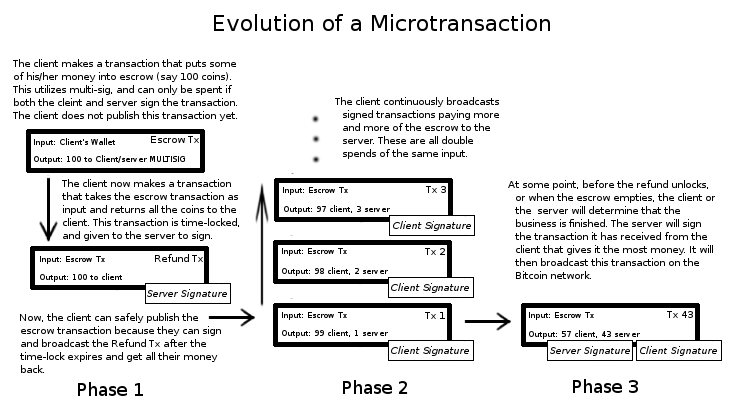 Evolution of a Microtransaction
The client makes a transaction that puts some
of his/her money into escrow (say 100 coins).
This utilizes multi-sig, and can only be spent if
both the cleint and server sign the transaction.
The client does not publish this transaction yet.
Input: Client's Wallet
Escrow Tx
Output: 100 to Client/server MULTISIG
The client now makes a transaction
that takes the escrow transaction as
input and returns all the coins to the
client. This transaction is time-locked,
and given to the server to sign.
Input: Escrow Tx
Refund Tx
Output: 100 to client
Server Signature
Now, the client can safely publish the
escrow transaction because they can sign
and broadcast the Refund Tx after the
time-lock expires and get all their money
back.
Phase 1
The client continuously broadcasts
signed transactions paying more
and more of the escrow to the
server. These are all double
spends of the same input.
Input: Escrow Tx
Tx 3
Output: 97 client, 3 server
Client Signature
Input: Escrow Tx
Tx 2
Output: 98 client, 2 server
Client Signature
Input: Escrow Tx
Tx 1
Output: 99 client, 1 server
Client Signature
Phase 2
At some point, before the refund unlocks,
or when the escrow empties, the client or
the server will determine that the
business is finished. The server will sign
the transaction it has received from the
client that gives it the most money. It will
then broadcast this transaction on the
Bitcoin network.
Input: Escrow Tx
Tx 43
Output: 57 client, 43 server
Server Signature
Client Signature
Phase 3